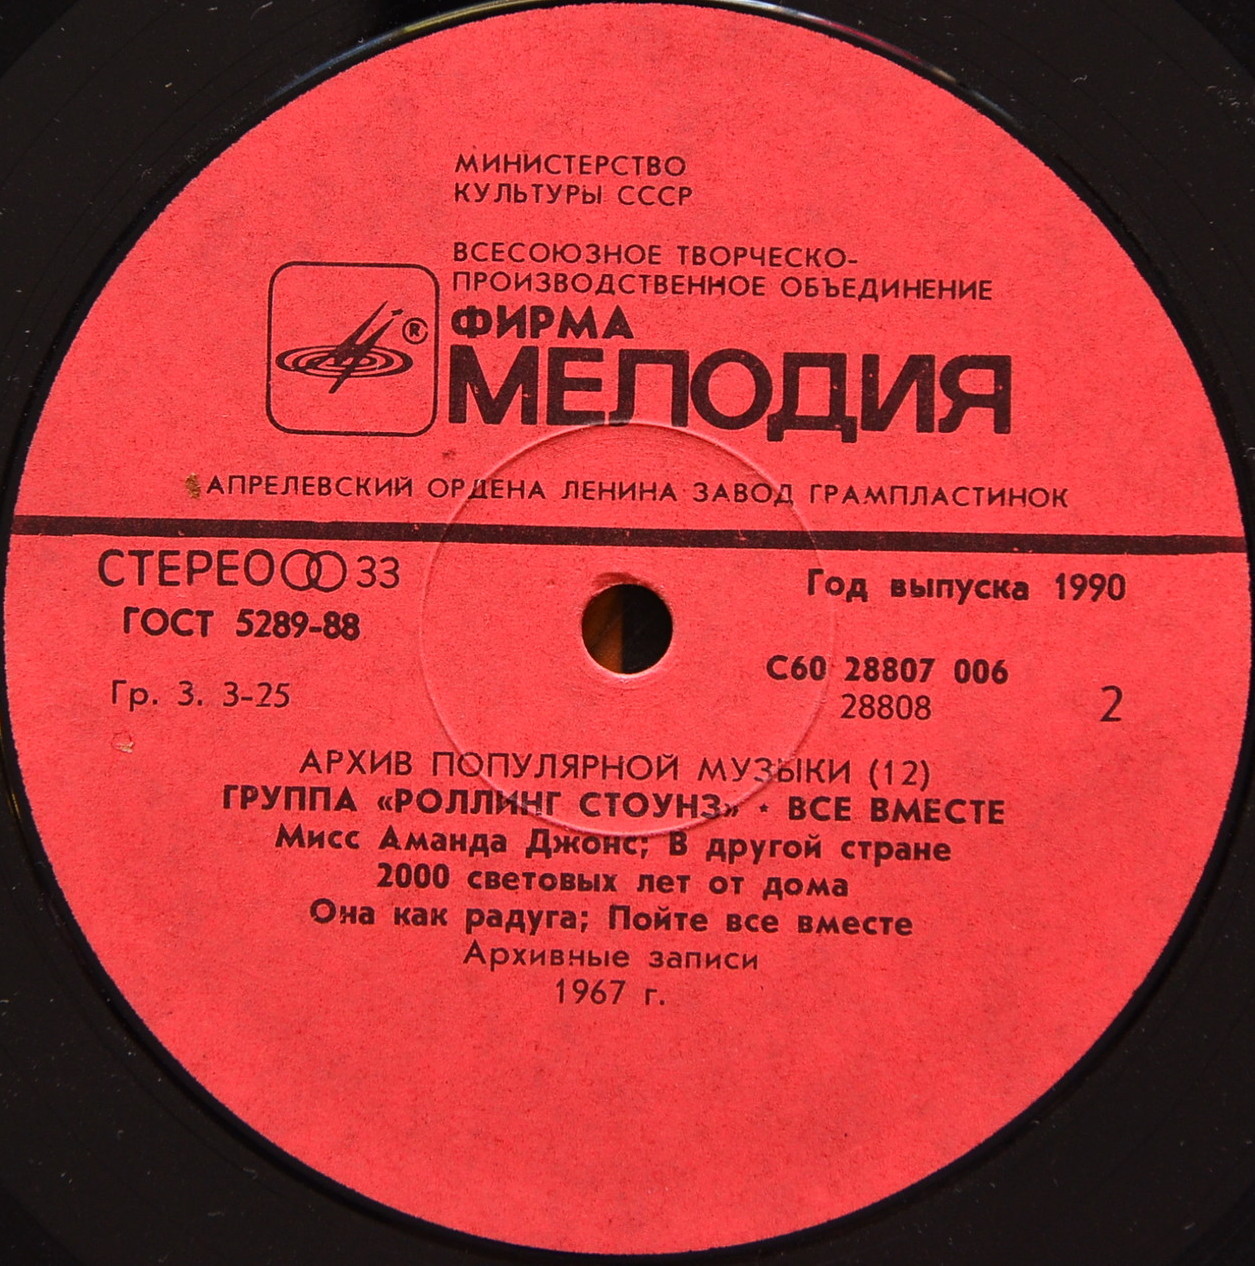 МИНИСТЕРСТВО
КУЛЬТУРЫ СССР
ВСЕСОЮЗНОЕ ТВОРЧЕСКО-
ПРОИЗВОДСТВЕННОЕ ОБЪЕДИНЕНИЕ
®
ФИРМА
МЕЛОДИЯ
АПРЕЛЕВСКИЙ ОРДЕНА ЛЕНИНА ЗАВОД ГРАМПЛАСТИНОК
СТЕРЕО 33
Год выпуска 1990
ГОСТ 5289-88
С60 28807 006
Гр. 3. 3-25
28808
2
АРХИВ ПОПУЛЯРНОЙ МУЗЫКИ (12)
ГРУППА «РОЛЛИНГ СТОУНЗ» ⋆ ВСЕ ВМЕСТЕ
Мисс Аманда Джонс; В другой стране
2000 световых лет от дома
Она как радуга; Пойте все вместе
Архивные записи
1967 г.